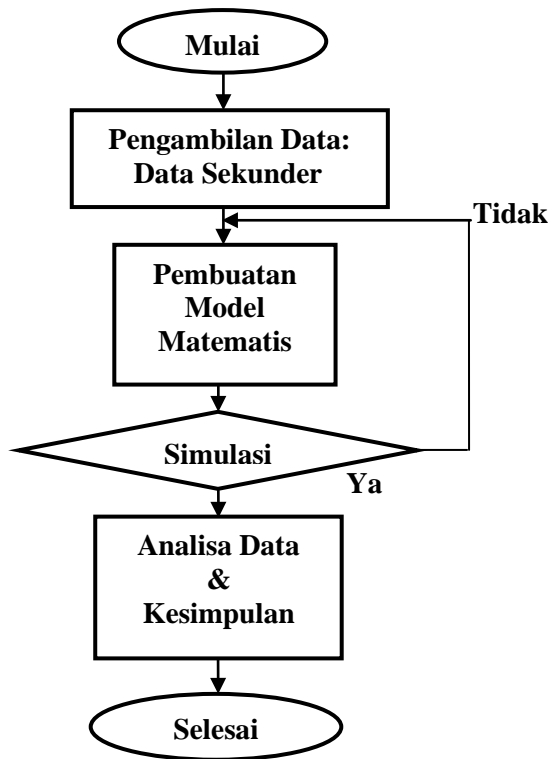 Mulai
Pengambilan Data:
Data Sekunder
Tidak
Pembuatan
Model
Matematis
Simulasi
Ya
Analisa Data
&
Kesimpulan
Selesai